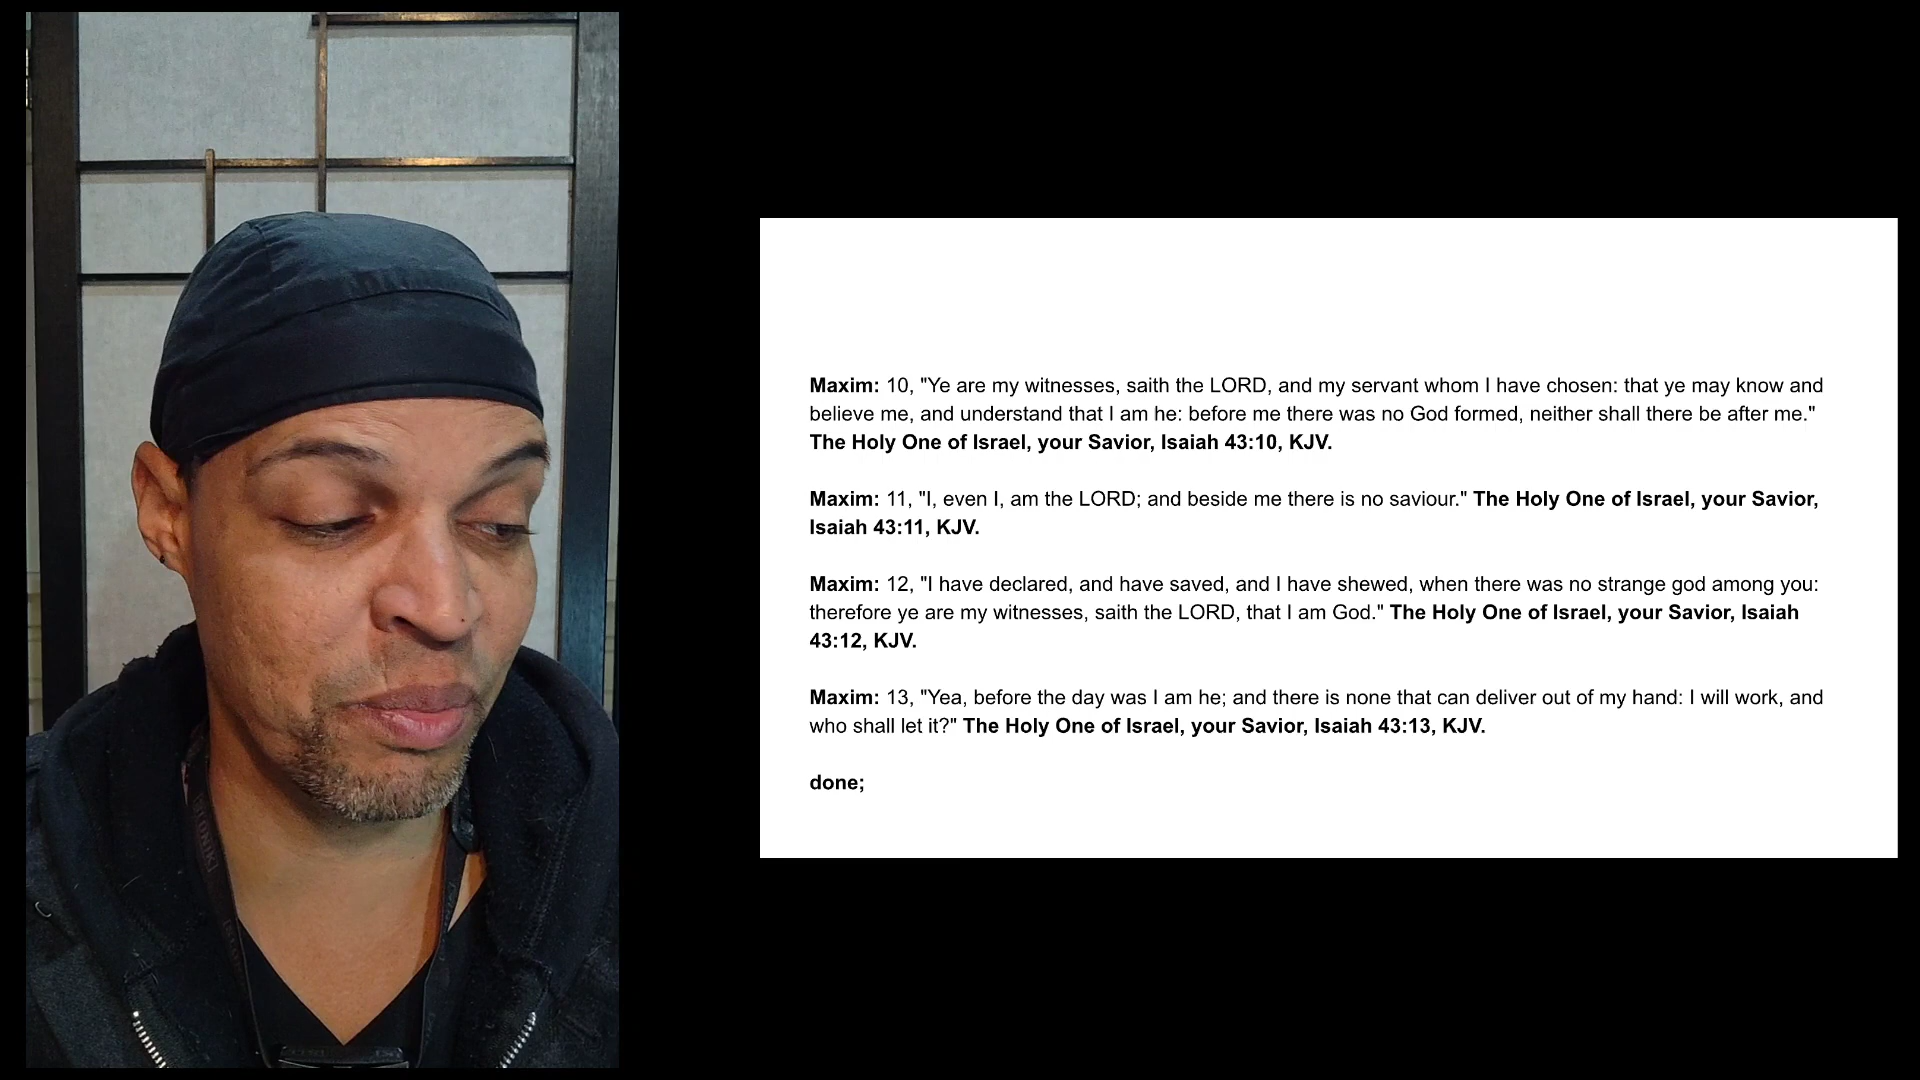 Maxim: 10, "Ye are my witnesses, saith the LORD, and my servant whom I have chosen: that ye may know and
believe me, and understand that I am he: before me there was no God formed, neither shall there be after me."
The Holy One of Israel, your Savior, Isaiah 43:10, KJV.
Maxim: 11, "I, even I, am the LORD; and beside me there is no saviour." The Holy One of Israel, your Savior,
Isaiah 43:11, KJV.
Maxim: 12, "I have declared, and have saved, and I have shewed, when there was no strange god among you:
therefore ye are my witnesses, saith the LORD, that I am God." The Holy One of Israel, your Savior, Isaiah
43:12, KJV.
Maxim: 13, "Yea, before the day was I am he; and there is none that can deliver out of my hand: I will work, and
who shall let it?" The Holy One of Israel, your Savior, Isaiah 43:13, KJV.
done;